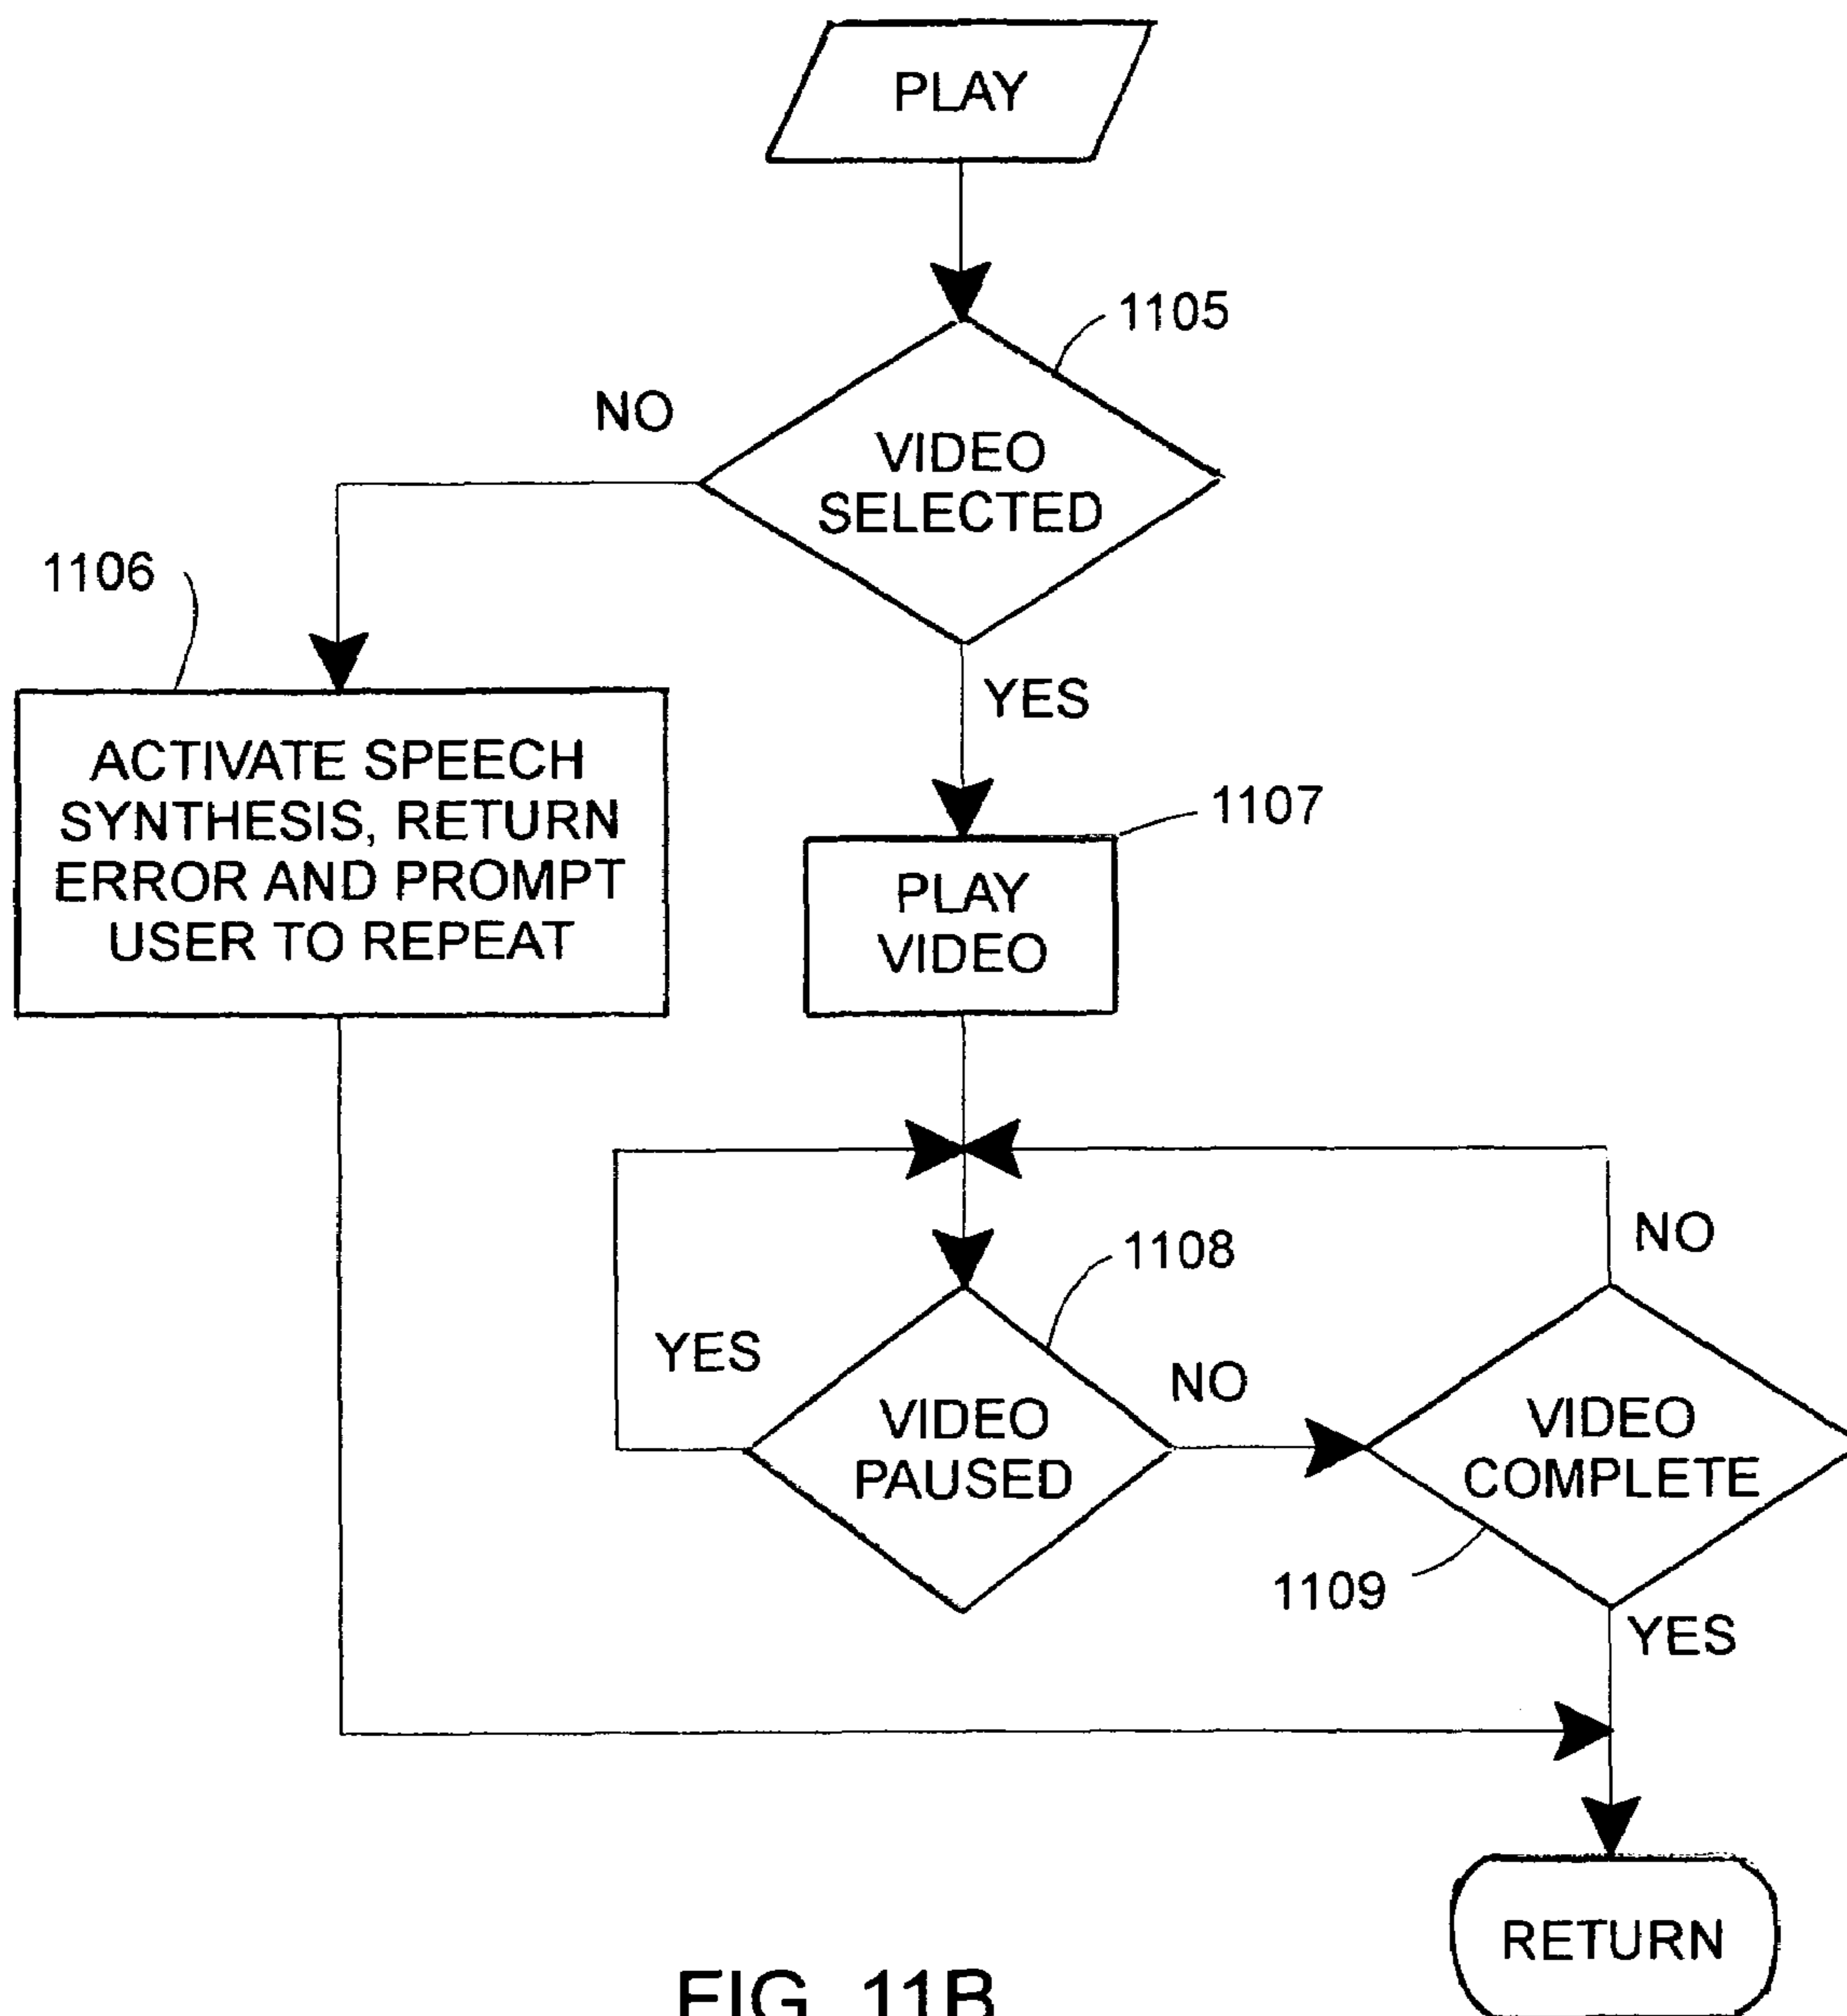 PLAY
1105
NO
VIDEO
SELECTED
1106
YES
ACTIVATE SPEECH
SYNTHESIS, RETURN
ERROR AND PROMPT
USER TO REPEAT
1107
PLAY
VIDEO
1108
NO
YES
NO
VIDEO
PAUSED
VIDEO
COMPLETE
1109
YES
RETURN
FIG. 11B